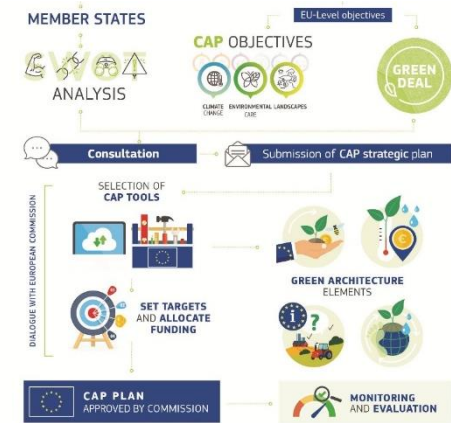 EU-Level objectives
MEMBER STATES
CAP OBJECTIVES
SWOT
ANALYSIS
GREEN
DEAL
CLIMATE
CHANGE
ENVIRONMENTAL
CARE
LANDSCAPES
Consultation
Submission of CAP strategic plan
DIALOGUE WITH EUROPEAN COMMISSION
SELECTION OF
CAP TOOLS
SET TARGETS
AND ALLOCATE
FUNDING
GREEN ARCHITECTURE
ELEMENTS
i
?
€
CAP PLAN
APPROVED BY COMMISSION
MONITORING
AND EVALUATION